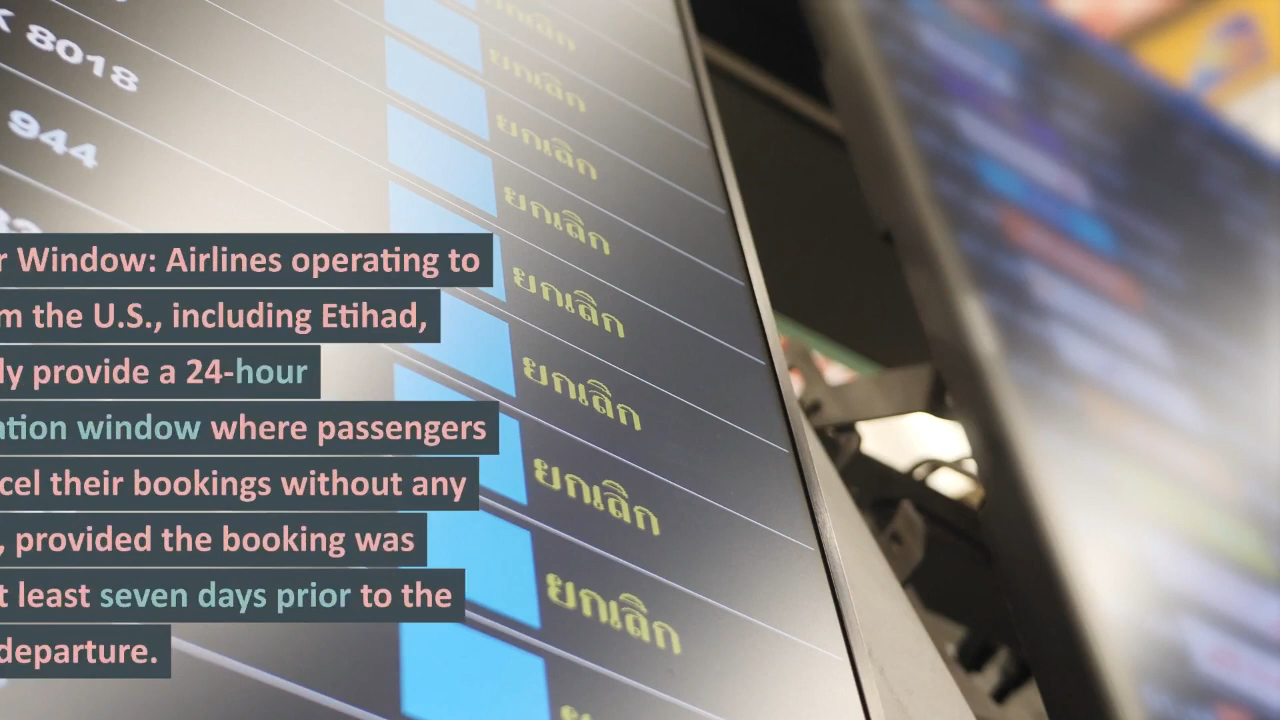 8018
944
r Window: Airlines operating to
m the U.S., including Etihad,
ly provide a 24-hour
ation window where passengers
cel their bookings without any
, provided the booking was
t least seven days prior to the
departure.
ยกเลิก
ยกเลิก
ยกเลิก
ยกเลิก
ยกเลิก
ยกเลิก
ยกเลิก
ยกเลิก